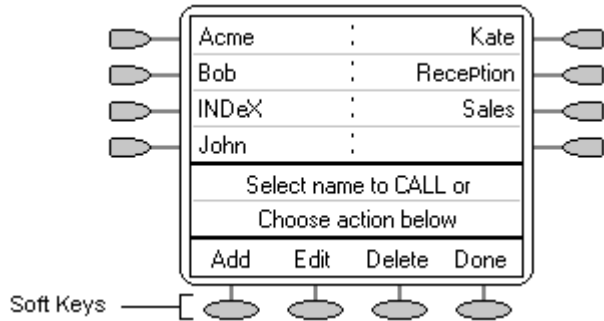 Acme : Kate
Bob : RecePtion
INDeX : Sales
John :
Select name to CALL or
Choose action below
Add Edit Delete Done
Soft Keys